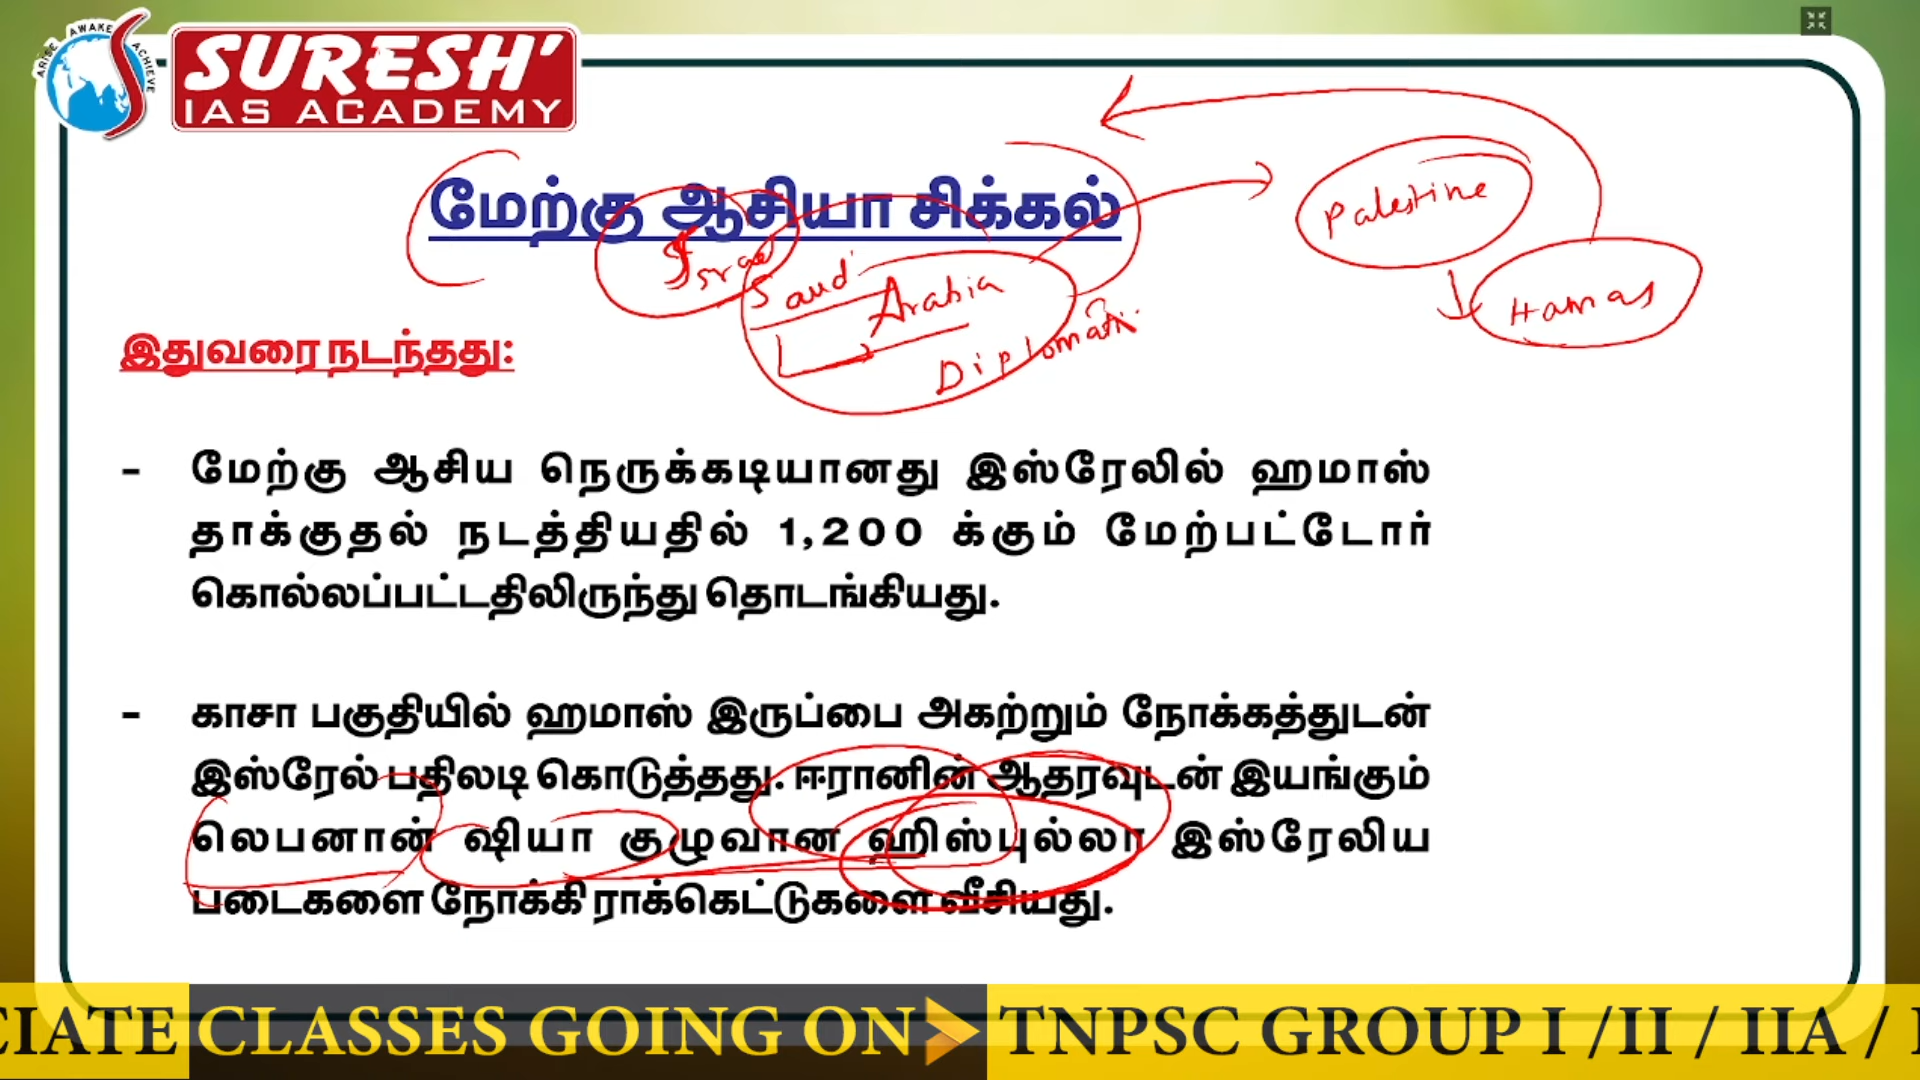 ARISE AWAKE ACHIEVE
SURESH'
IAS ACADEMY
மேற்கு ஆசியா சிக்கல்
Palestine
Israel
Saudi
Arabia
Hamas
இதுவரை நடந்தது:
- மேற்கு ஆசிய நெருக்கடியானது இஸ்ரேலில் ஹமாஸ்
தாக்குதல் நடத்தியதில் 1,200 க்கும் மேற்பட்டோர்
கொல்லப்பட்டதிலிருந்து தொடங்கியது.
- காசா பகுதியில் ஹமாஸ் இருப்பை அகற்றும் நோக்கத்துடன்
இஸ்ரேல் பதிலடி கொடுத்தது. ஈரானின் ஆதரவுடன் இயங்கும்
லெபனான் ஷியா குழுவான ஹிஸ்புல்லா இஸ்ரேலிய
படைகளை நோக்கி ராக்கெட்டுகளை வீசியது.
CIATE CLASSES GOING ON TNPSC GROUP I /II / IIA /